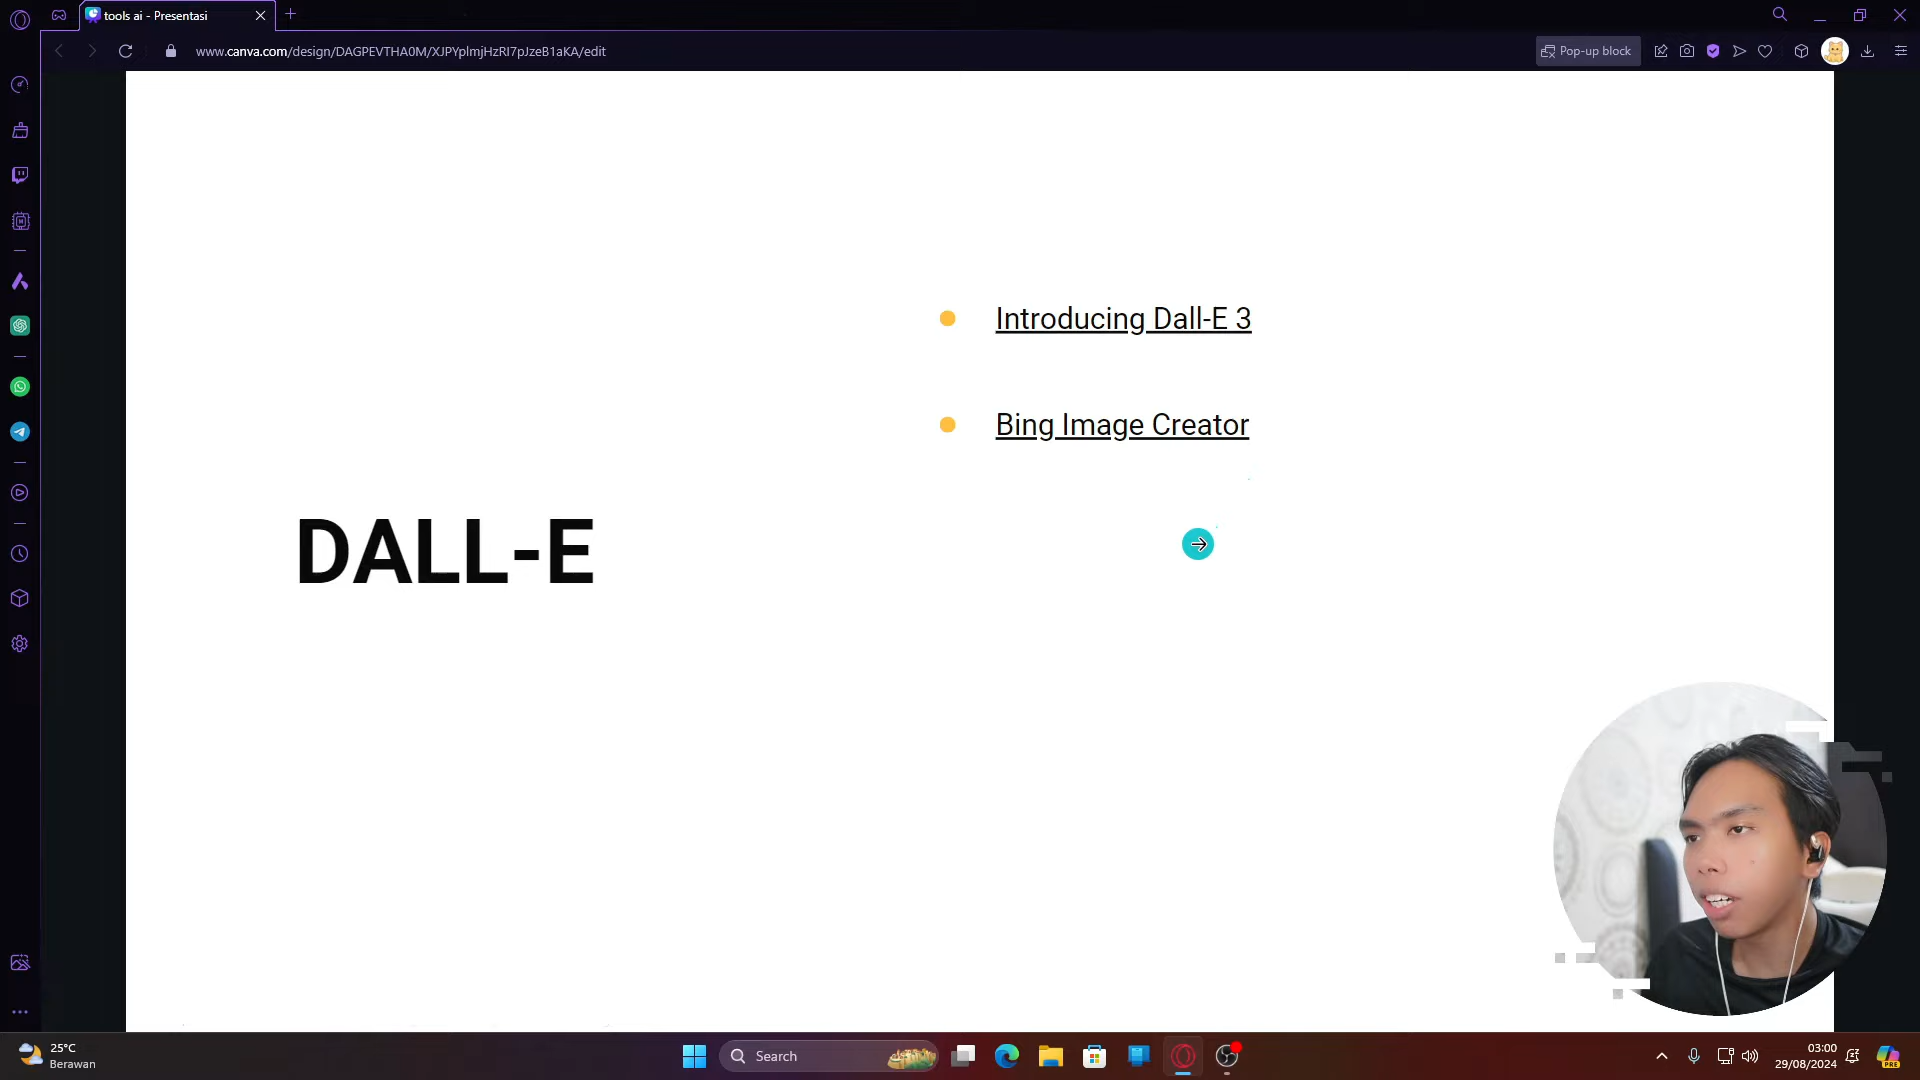 tools ai - Presentasi
www.canva.com/design/DAGPEVTHA0M/XJPYplmjHzRI7pJzeB1aKA/edit
Pop-up block
Introducing Dall-E 3
Bing Image Creator
DALL-E
25°C
Berawan
Search
03:00
29/08/2024
PRE